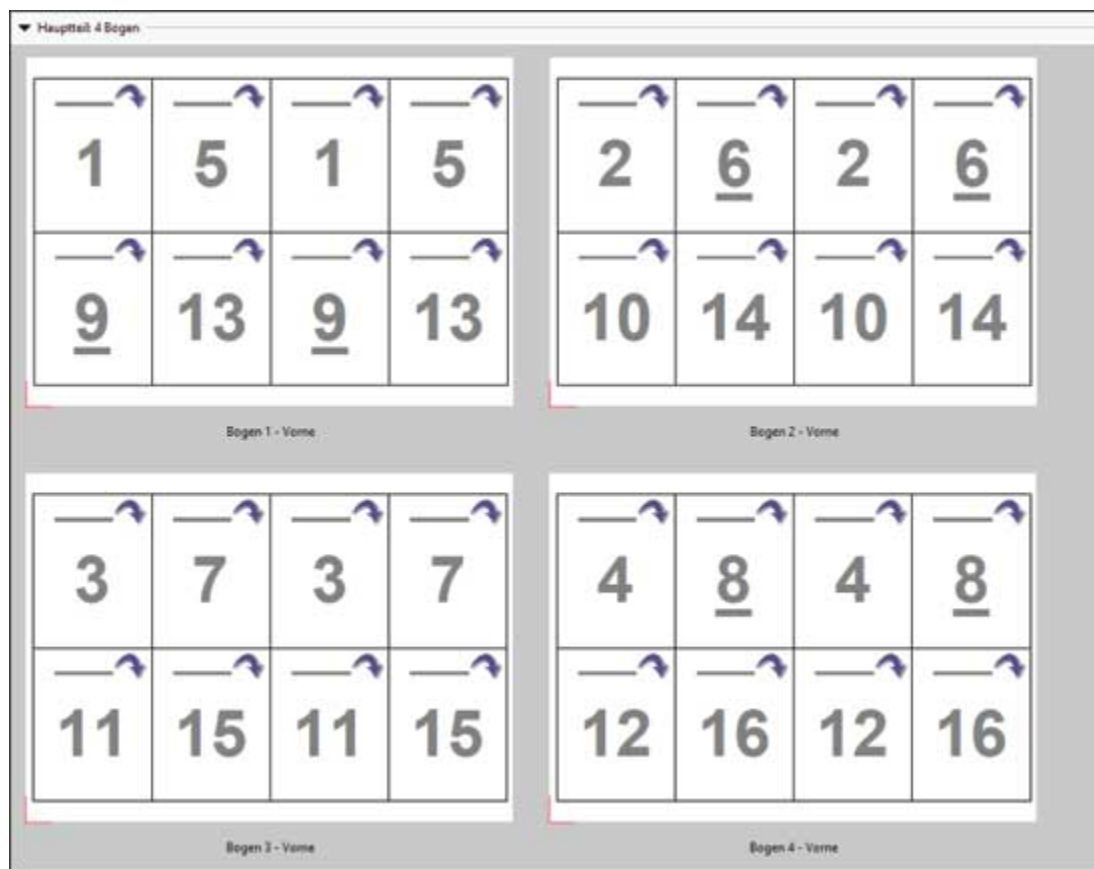 Hauptteil: 4 Bogen
1 5 1 5
9 13 9 13
Bogen 1 - Vorne
2 6 2 6
10 14 10 14
Bogen 2 - Vorne
3 7 3 7
11 15 11 15
Bogen 3 - Vorne
4 8 4 8
12 16 12 16
Bogen 4 - Vorne